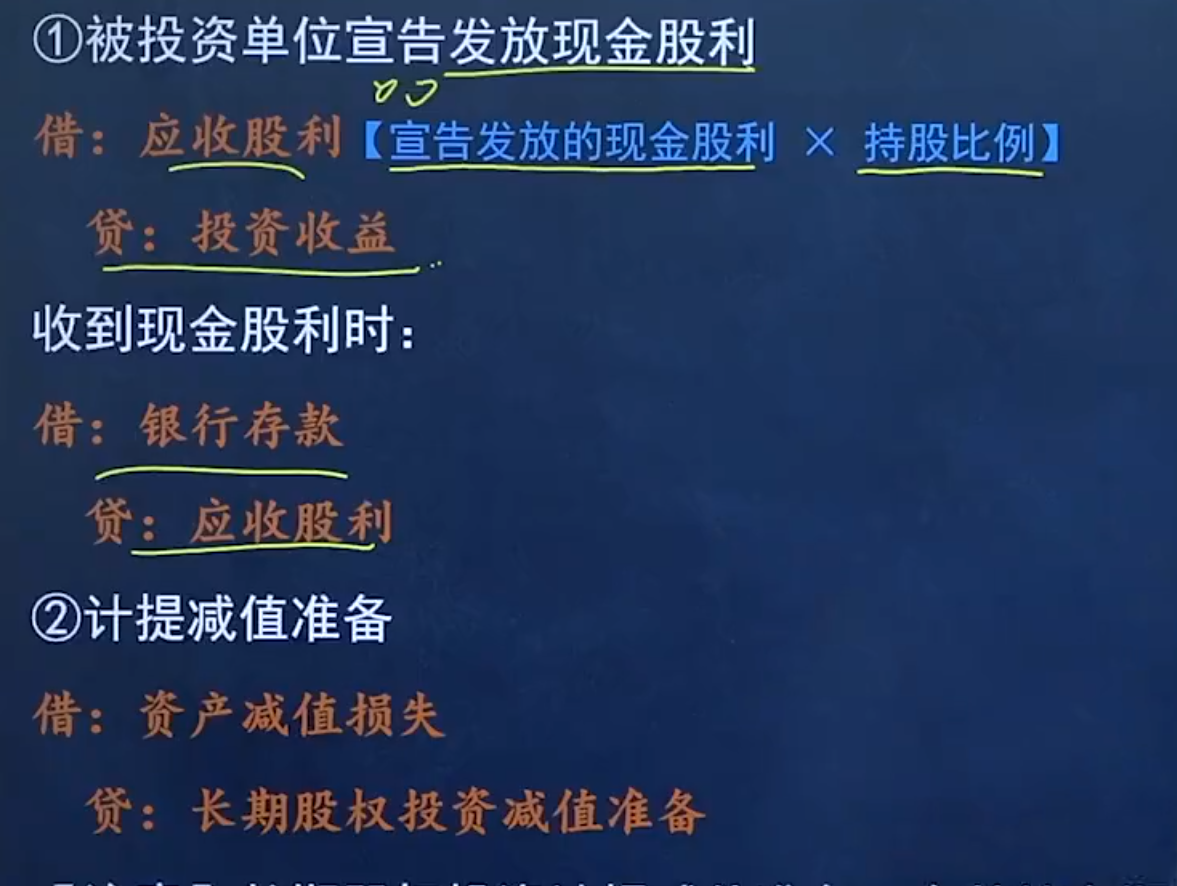 ①被投资单位宣告发放现金股利
借：应收股利【宣告发放的现金股利 × 持股比例】
贷：投资收益
收到现金股利时：
借：银行存款
贷：应收股利
②计提减值准备
借：资产减值损失
贷：长期股权投资减值准备